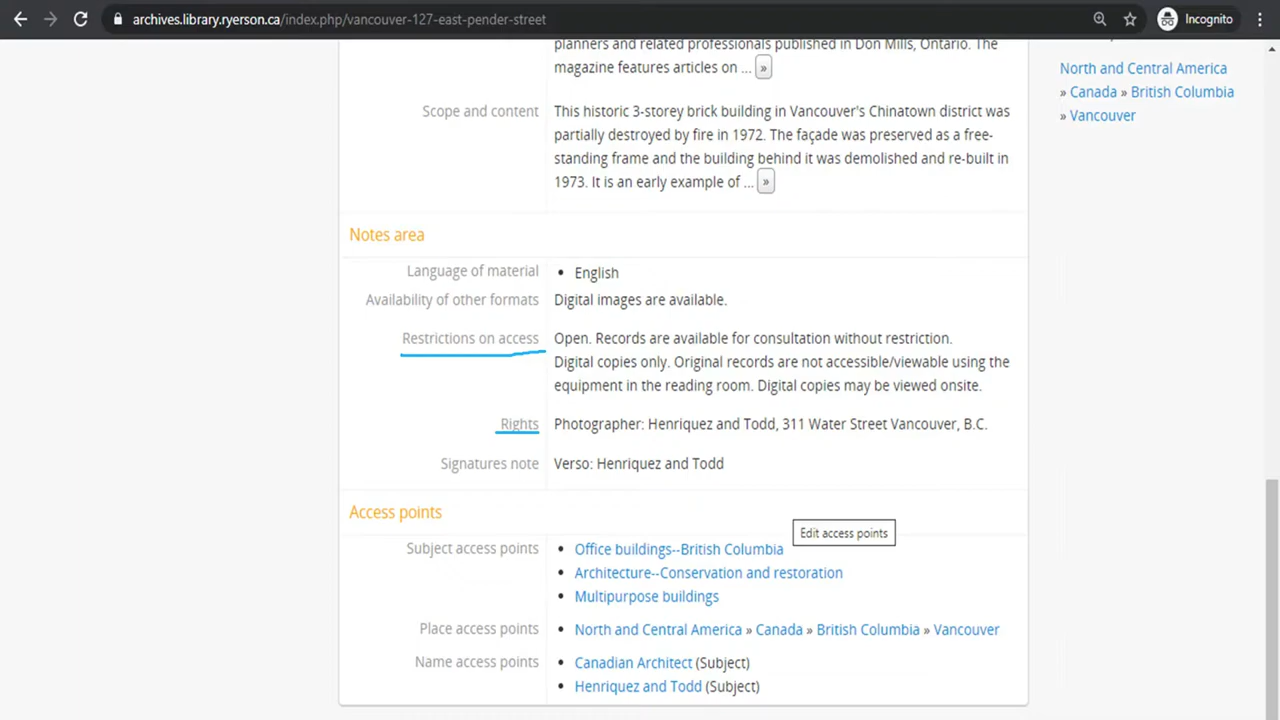 archives.library.ryerson.ca/index.php/vancouver-127-east-pender-street
Incognito
planners and related professionals published in Don Mills, Ontario. The
magazine features articles on ... »
Scope and content
This historic 3-storey brick building in Vancouver's Chinatown district was
partially destroyed by fire in 1972. The façade was preserved as a free-
standing frame and the building behind it was demolished and re-built in
1973. It is an early example of ... »
Notes area
Language of material
• English
Availability of other formats
Digital images are available.
Restrictions on access
Open. Records are available for consultation without restriction.
Digital copies only. Original records are not accessible/viewable using the
equipment in the reading room. Digital copies may be viewed onsite.
Rights
Photographer: Henriquez and Todd, 311 Water Street Vancouver, B.C.
Signatures note
Verso: Henriquez and Todd
Access points
Edit access points
Subject access points
• Office buildings--British Columbia
• Architecture--Conservation and restoration
• Multipurpose buildings
Place access points
• North and Central America » Canada » British Columbia » Vancouver
Name access points
• Canadian Architect (Subject)
• Henriquez and Todd (Subject)
North and Central America
» Canada » British Columbia
» Vancouver